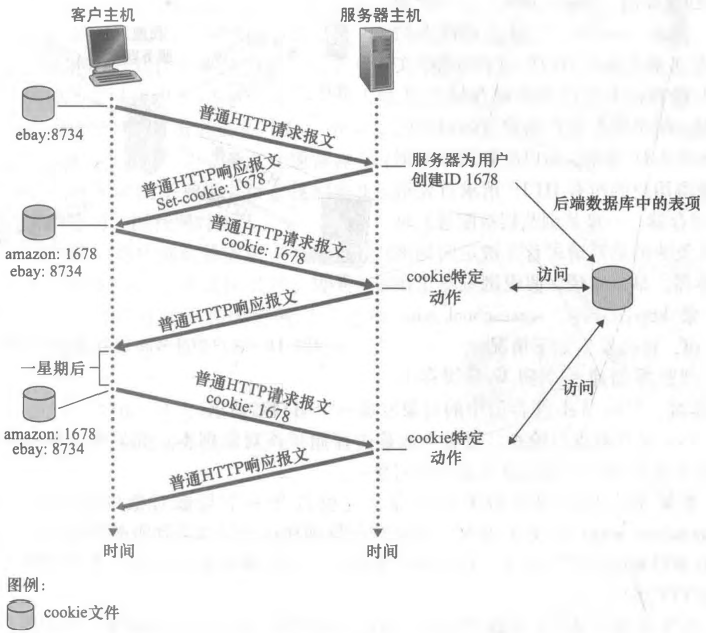 客户主机
服务器主机
ebay:8734
普通HTTP请求报文
服务器为用户
创建ID 1678
普通HTTP响应报文
Set-cookie: 1678
后端数据库中的表项
amazon: 1678
ebay: 8734
普通HTTP请求报文
cookie: 1678
cookie特定
动作
访问
普通HTTP响应报文
一星期后
访问
普通HTTP请求报文
cookie: 1678
amazon: 1678
ebay: 8734
cookie特定
动作
普通HTTP响应报文
时间
时间
图例：
cookie文件